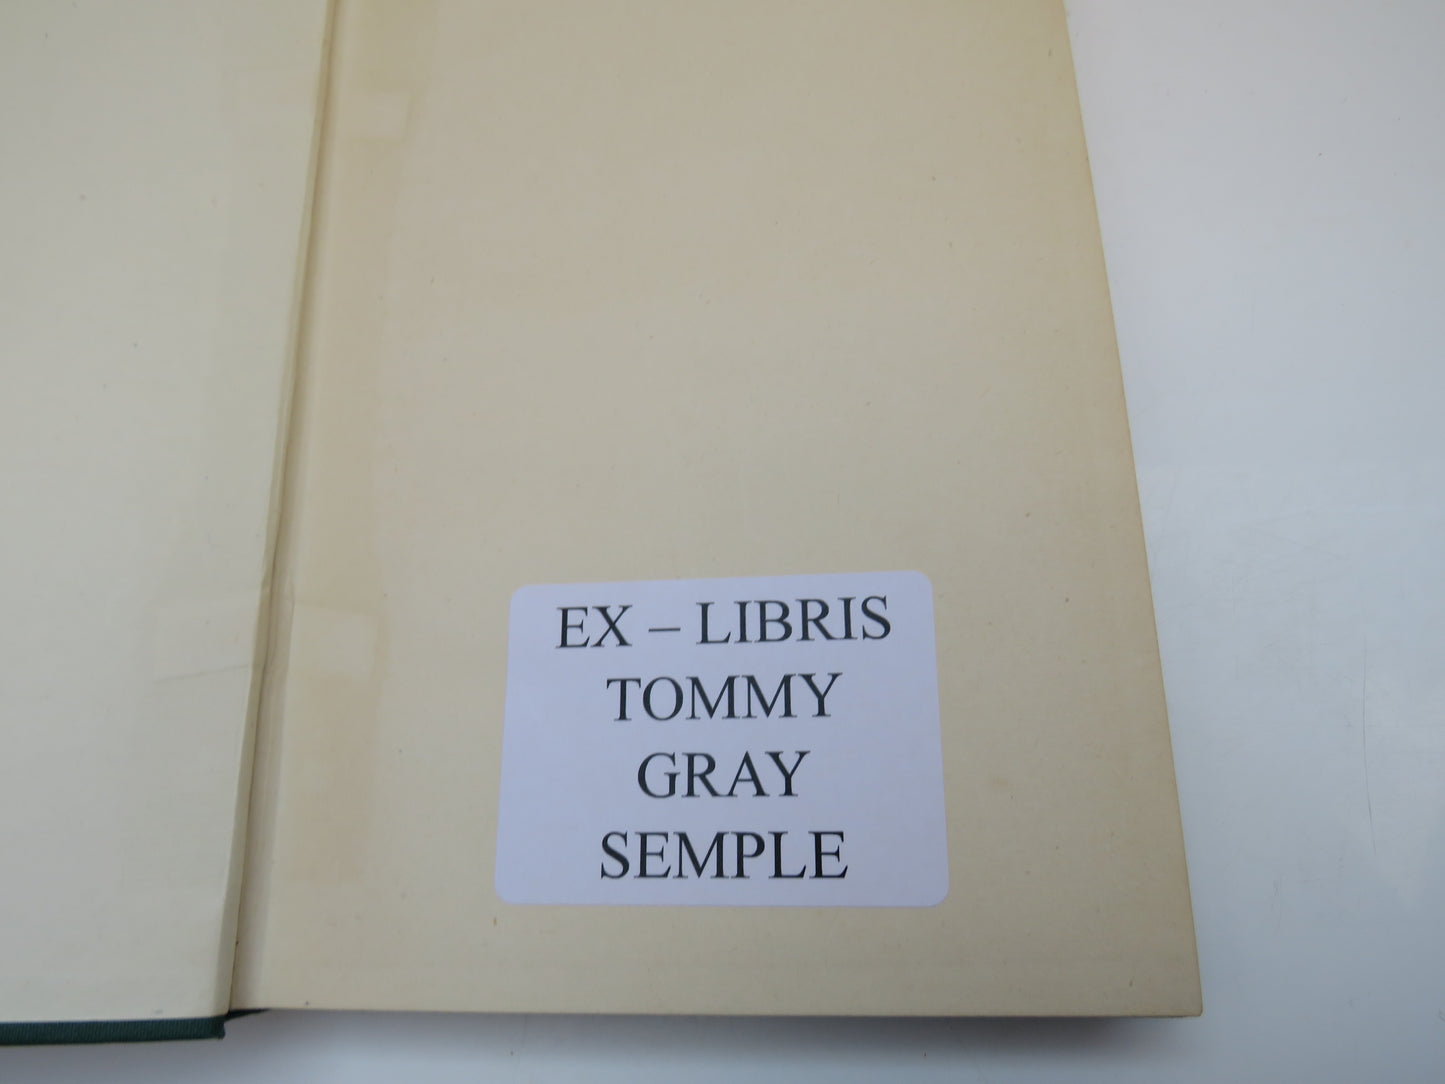 EX – LIBRIS
TOMMY
GRAY
SEMPLE